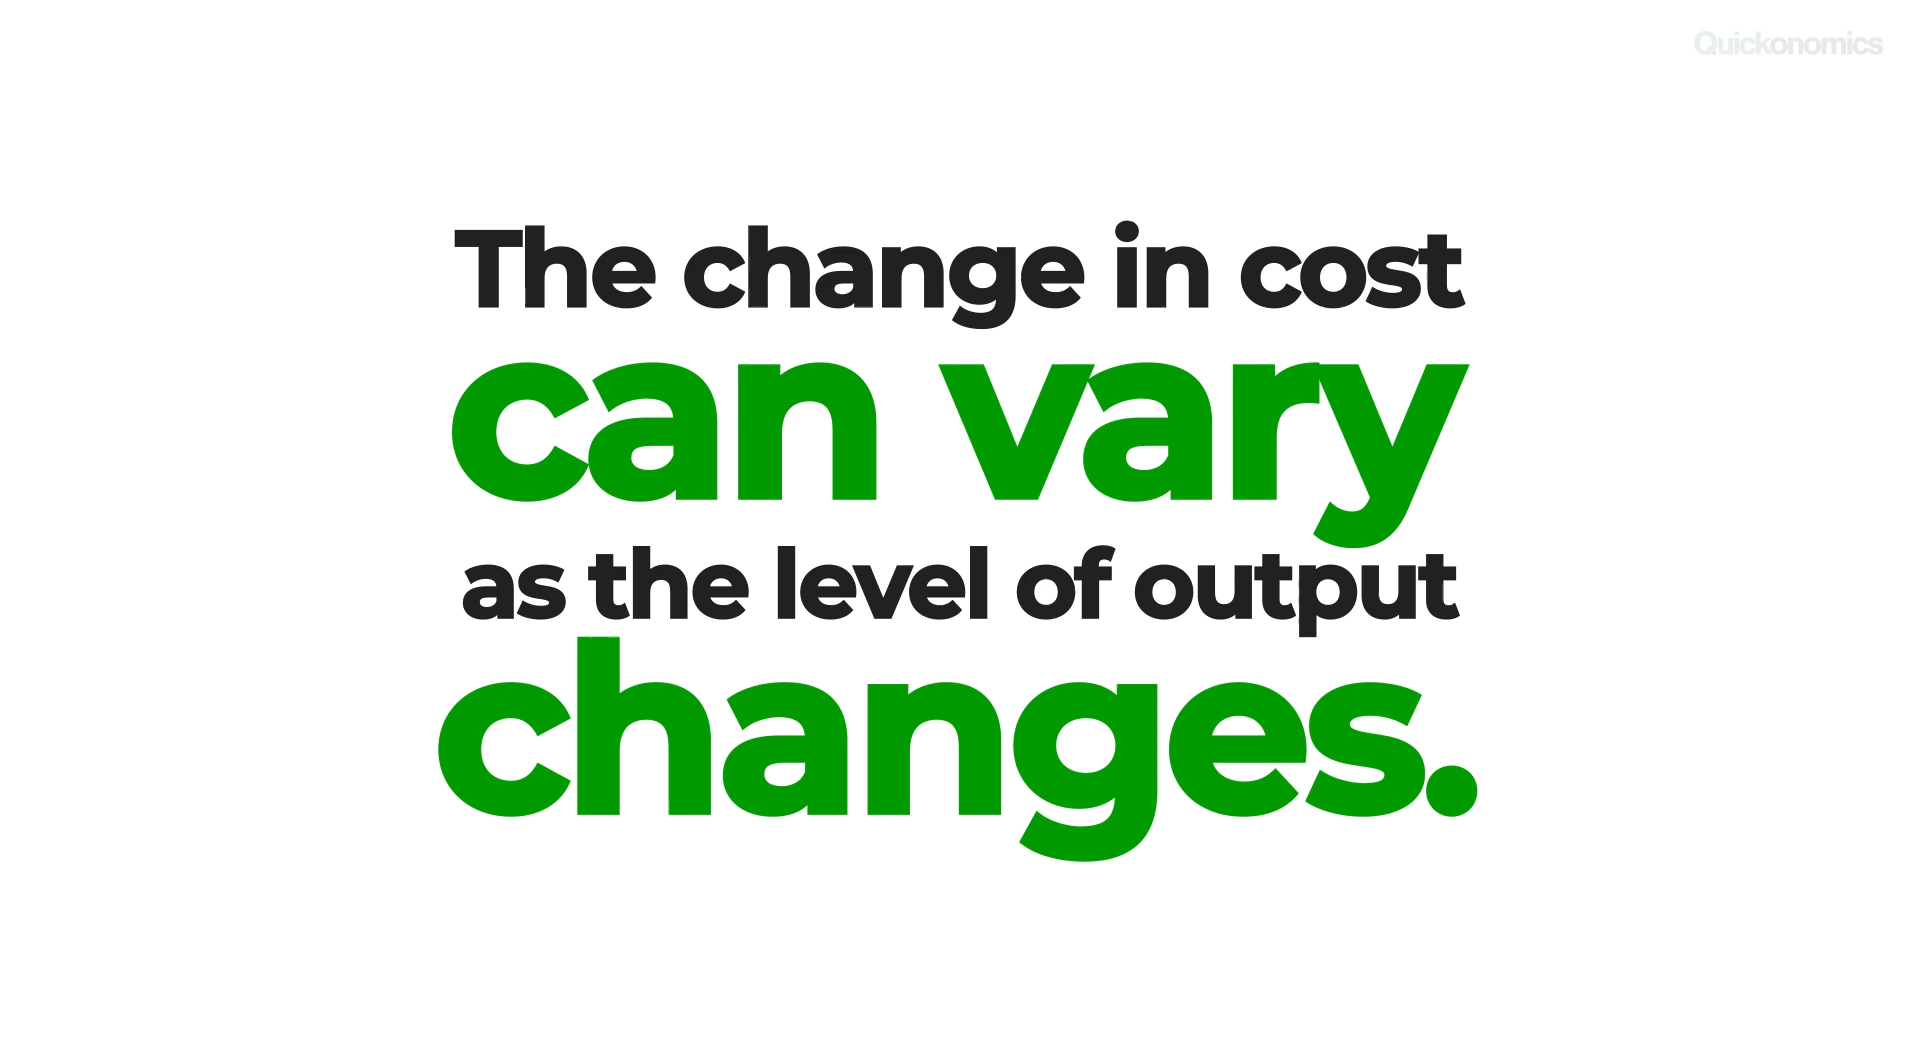 Quickonomics
The change in cost
can vary
as the level of output
changes.